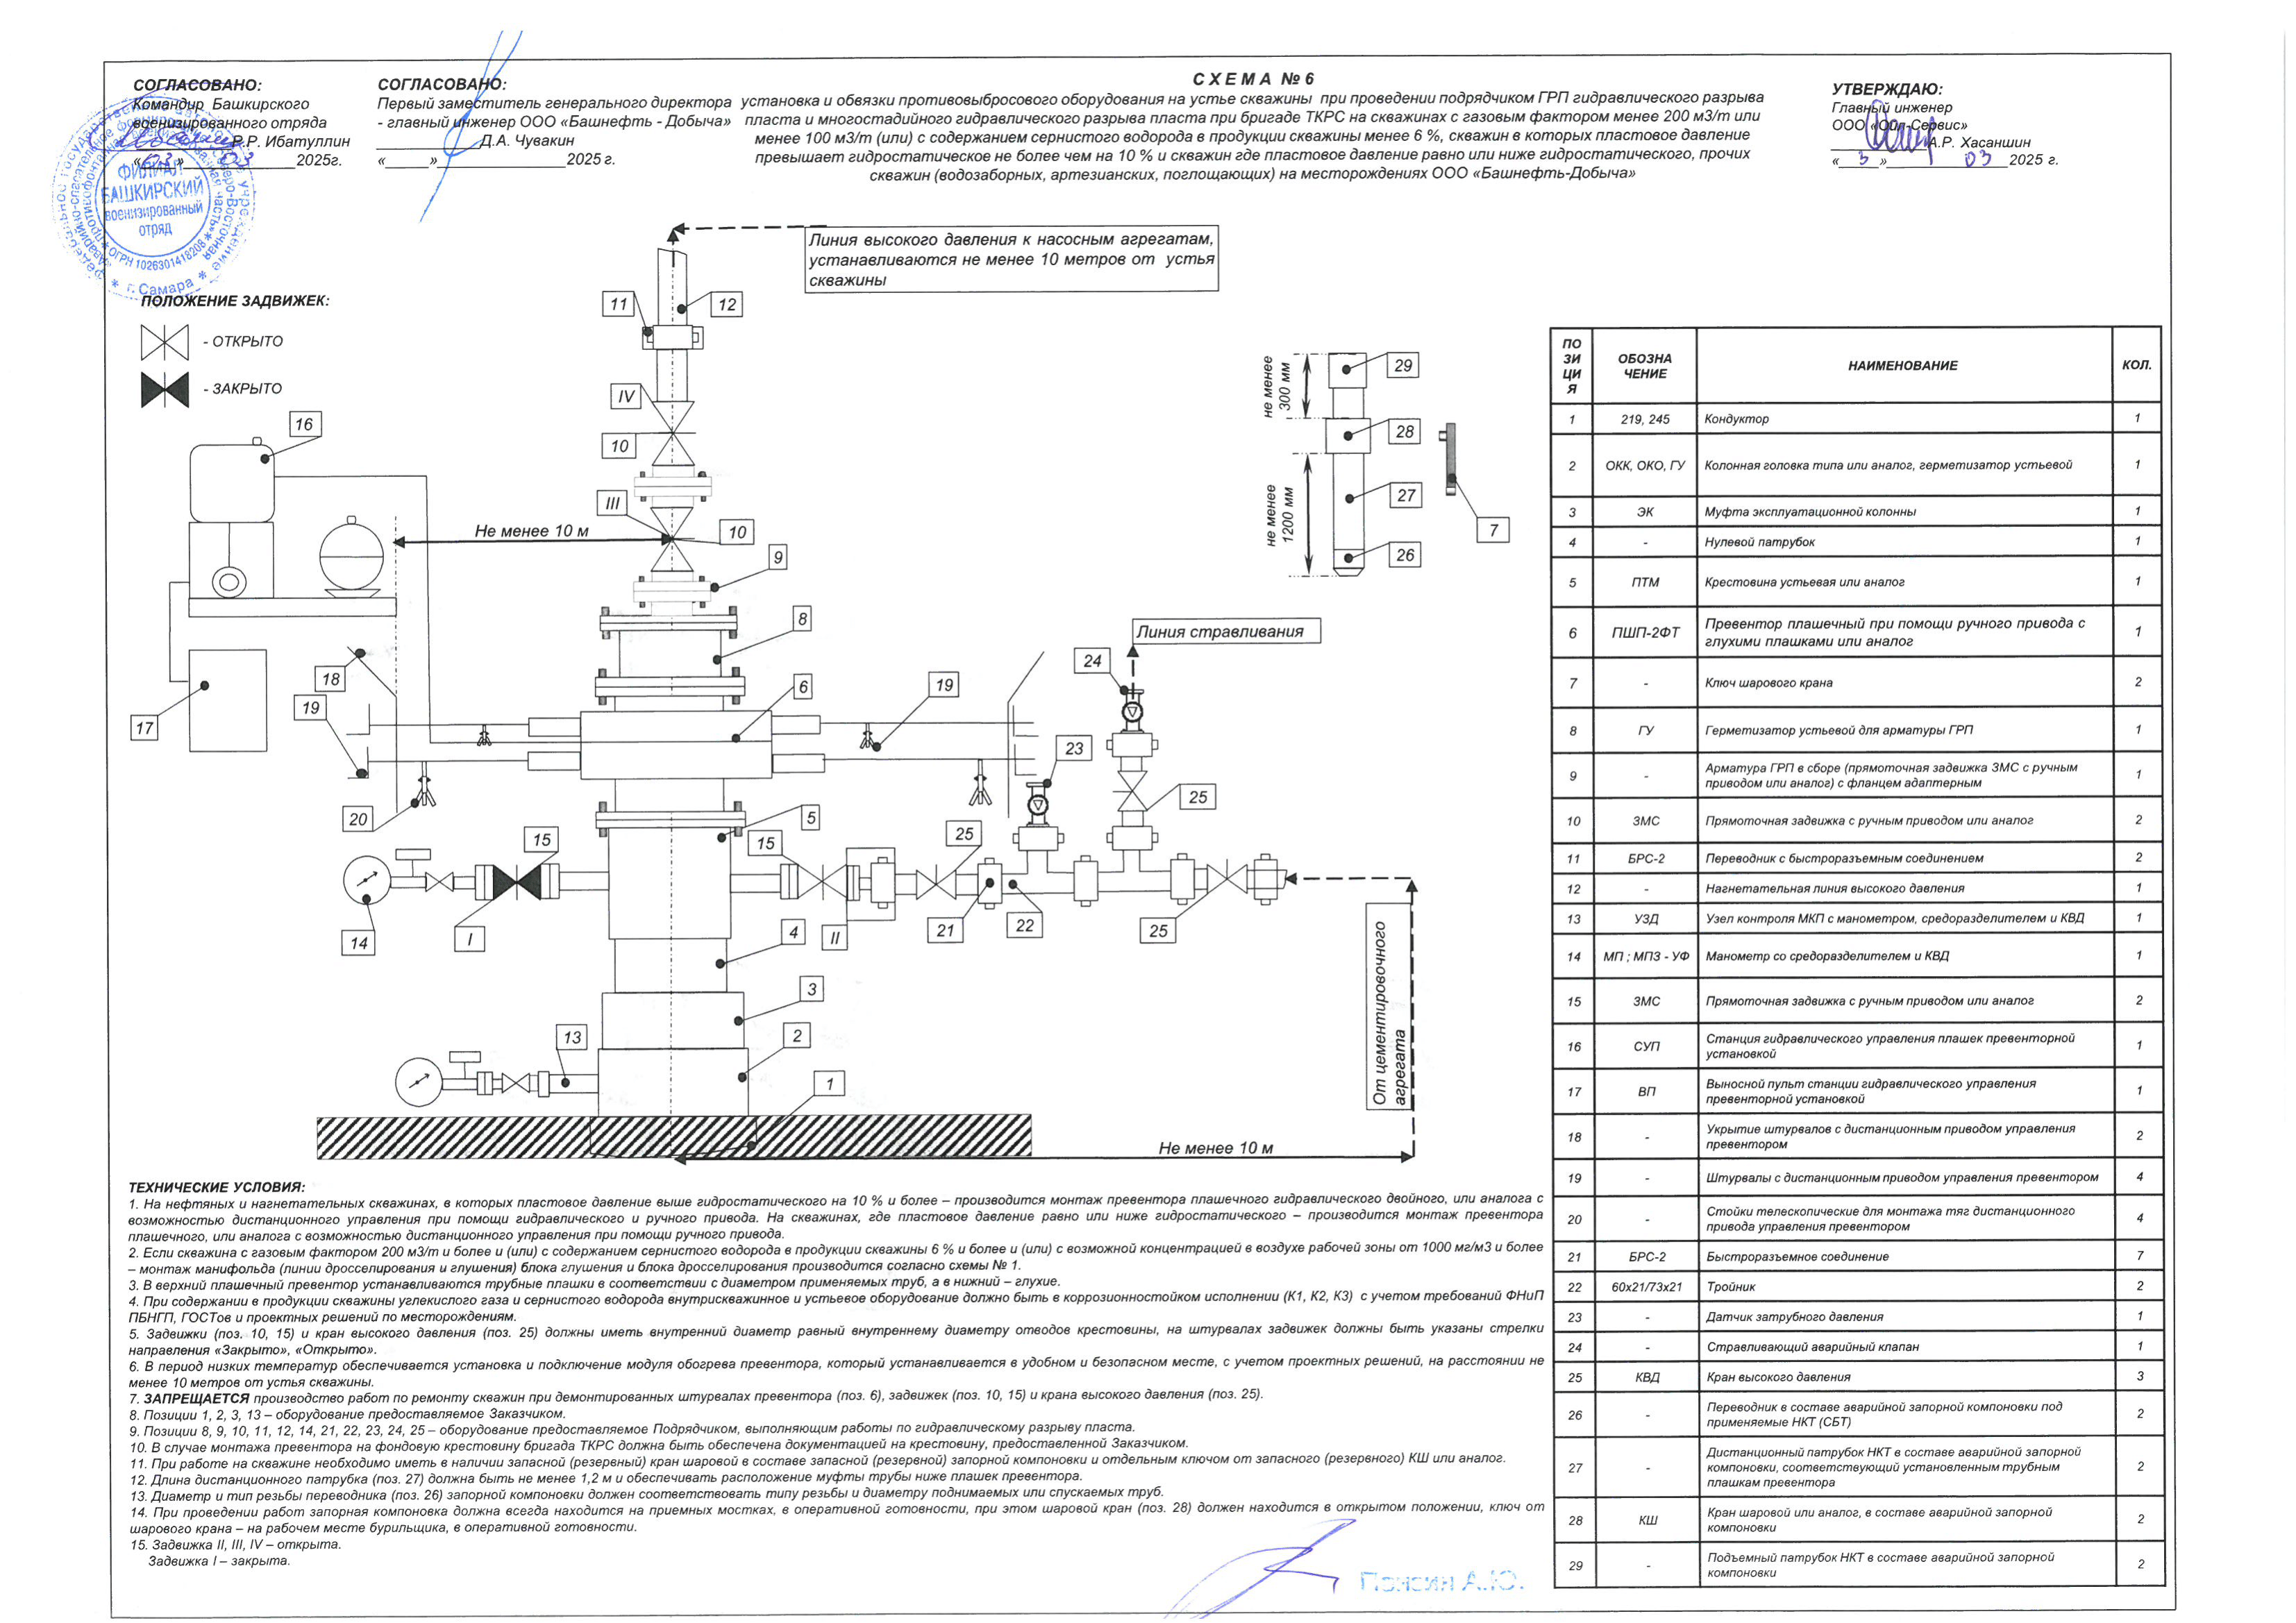 СОГЛАСОВАНО:
Командир Башкирского
военизированного отряда
Р.Р. Ибатуллин
«03» 03 2025г.
ФИЛИАЛ
БАШКИРСКИЙ
военизированный
отряд
ОГРН 1026301418208
г. Самара
СОГЛАСОВАНО:
Первый заместитель генерального директора
- главный инженер ООО «Башнефть - Добыча»
Д.А. Чувакин
«_____»_______________2025 г.
С Х Е М А № 6
установка и обвязки противовыбросового оборудования на устье скважины при проведении подрядчиком ГРП гидравлического разрыва
пласта и многостадийного гидравлического разрыва пласта при бригаде ТКРС на скважинах с газовым фактором менее 200 м3/т или
менее 100 м3/т (или) с содержанием сернистого водорода в продукции скважины менее 6 %, скважин в которых пластовое давление
превышает гидростатическое не более чем на 10 % и скважин где пластовое давление равно или ниже гидростатического, прочих
скважин (водозаборных, артезианских, поглощающих) на месторождениях ООО «Башнефть-Добыча»
УТВЕРЖДАЮ:
Главный инженер
ООО «Ойл-Сервис»
А.Р. Хасаншин
« 3 » 03 2025 г.
ПОЛОЖЕНИЕ ЗАДВИЖЕК:
- ОТКРЫТО
- ЗАКРЫТО
Линия высокого давления к насосным агрегатам,
устанавливаются не менее 10 метров от устья
скважины
11
12
IV
10
16
III
Не менее 10 м
10
9
8
18
19
6
19
17
20
5
15
15
14
I
4
II
3
13
2
1
Линия стравливания
24
23
25
25
21
22
25
От цементировочного
агрегата
Не менее 10 м
не менее
300 мм
не менее
1200 мм
29
28
27
26
7
ПО
ЗИ
ЦИ
Я
ОБОЗНА
ЧЕНИЕ
НАИМЕНОВАНИЕ
КОЛ.
1 219, 245 Кондуктор 1
2 ОКК, ОКО, ГУ Колонная головка типа или аналог, герметизатор устьевой 1
3 ЭК Муфта эксплуатационной колонны 1
4 - Нулевой патрубок 1
5 ПТМ Крестовина устьевая или аналог 1
6 ПШП-2ФТ Превентор плашечный при помощи ручного привода с
глухими плашками или аналог 1
7 - Ключ шарового крана 2
8 ГУ Герметизатор устьевой для арматуры ГРП 1
9 - Арматура ГРП в сборе (прямоточная задвижка ЗМС с ручным
приводом или аналог) с фланцем адаптерным 1
10 ЗМС Прямоточная задвижка с ручным приводом или аналог 2
11 БРС-2 Переводник с быстроразъемным соединением 2
12 - Нагнетательная линия высокого давления 1
13 УЗД Узел контроля МКП с манометром, средоразделителем и КВД 1
14 МП ; МПЗ - УФ Манометр со средоразделителем и КВД 1
15 ЗМС Прямоточная задвижка с ручным приводом или аналог 2
16 СУП Станция гидравлического управления плашек превенторной
установкой 1
17 ВП Выносной пульт станции гидравлического управления
превенторной установкой 1
18 - Укрытие штурвалов с дистанционным приводом управления
превентором 2
19 - Штурвалы с дистанционным приводом управления превентором 4
20 - Стойки телескопические для монтажа тяг дистанционного
привода управления превентором 4
21 БРС-2 Быстроразъемное соединение 7
22 60х21/73х21 Тройник 2
23 - Датчик затрубного давления 1
24 - Стравливающий аварийный клапан 1
25 КВД Кран высокого давления 3
26 - Переводник в составе аварийной запорной компоновки под
применяемые НКТ (СБТ) 2
27 - Дистанционный патрубок НКТ в составе аварийной запорной
компоновки, соответствующий установленным трубным
плашкам превентора 2
28 КШ Кран шаровой или аналог, в составе аварийной запорной
компоновки 2
29 - Подъемный патрубок НКТ в составе аварийной запорной
компоновки 2
ТЕХНИЧЕСКИЕ УСЛОВИЯ:
1. На нефтяных и нагнетательных скважинах, в которых пластовое давление выше гидростатического на 10 % и более – производится монтаж превентора плашечного гидравлического двойного, или аналога с
возможностью дистанционного управления при помощи гидравлического и ручного привода. На скважинах, где пластовое давление равно или ниже гидростатического – производится монтаж превентора
плашечного, или аналога с возможностью дистанционного управления при помощи ручного привода.
2. Если скважина с газовым фактором 200 м3/т и более и (или) с содержанием сернистого водорода в продукции скважины 6 % и более и (или) с возможной концентрацией в воздухе рабочей зоны от 1000 мг/м3 и более
– монтаж манифольда (линии дросселирования и глушения) блока глушения и блока дросселирования производится согласно схемы № 1.
3. В верхний плашечный превентор устанавливаются трубные плашки в соответствии с диаметром применяемых труб, а в нижний – глухие.
4. При содержании в продукции скважины углекислого газа и сернистого водорода внутрискважинное и устьевое оборудование должно быть в коррозионностойком исполнении (К1, К2, К3) с учетом требований ФНиП
ПБНГП, ГОСТов и проектных решений по месторождениям.
5. Задвижки (поз. 10, 15) и кран высокого давления (поз. 25) должны иметь внутренний диаметр равный внутреннему диаметру отводов крестовины, на штурвалах задвижек должны быть указаны стрелки
направления «Закрыто», «Открыто».
6. В период низких температур обеспечивается установка и подключение модуля обогрева превентора, который устанавливается в удобном и безопасном месте, с учетом проектных решений, на расстоянии не
менее 10 метров от устья скважины.
7. ЗАПРЕЩАЕТСЯ производство работ по ремонту скважин при демонтированных штурвалах превентора (поз. 6), задвижек (поз. 10, 15) и крана высокого давления (поз. 25).
8. Позиции 1, 2, 3, 13 – оборудование предоставляемое Заказчиком.
9. Позиции 8, 9, 10, 11, 12, 14, 21, 22, 23, 24, 25 – оборудование предоставляемое Подрядчиком, выполняющим работы по гидравлическому разрыву пласта.
10. В случае монтажа превентора на фондовую крестовину бригада ТКРС должна быть обеспечена документацией на крестовину, предоставленной Заказчиком.
11. При работе на скважине необходимо иметь в наличии запасной (резервный) кран шаровой в составе запасной (резервной) запорной компоновки и отдельным ключом от запасного (резервного) КШ или аналог.
12. Длина дистанционного патрубка (поз. 27) должна быть не менее 1,2 м и обеспечивать расположение муфты трубы ниже плашек превентора.
13. Диаметр и тип резьбы переводника (поз. 26) запорной компоновки должен соответствовать типу резьбы и диаметру поднимаемых или спускаемых труб.
14. При проведении работ запорная компоновка должна всегда находится на приемных мостках, в оперативной готовности, при этом шаровой кран (поз. 28) должен находится в открытом положении, ключ от
шарового крана – на рабочем месте бурильщика, в оперативной готовности.
15. Задвижка II, III, IV – открыта.
Задвижка I – закрыта.